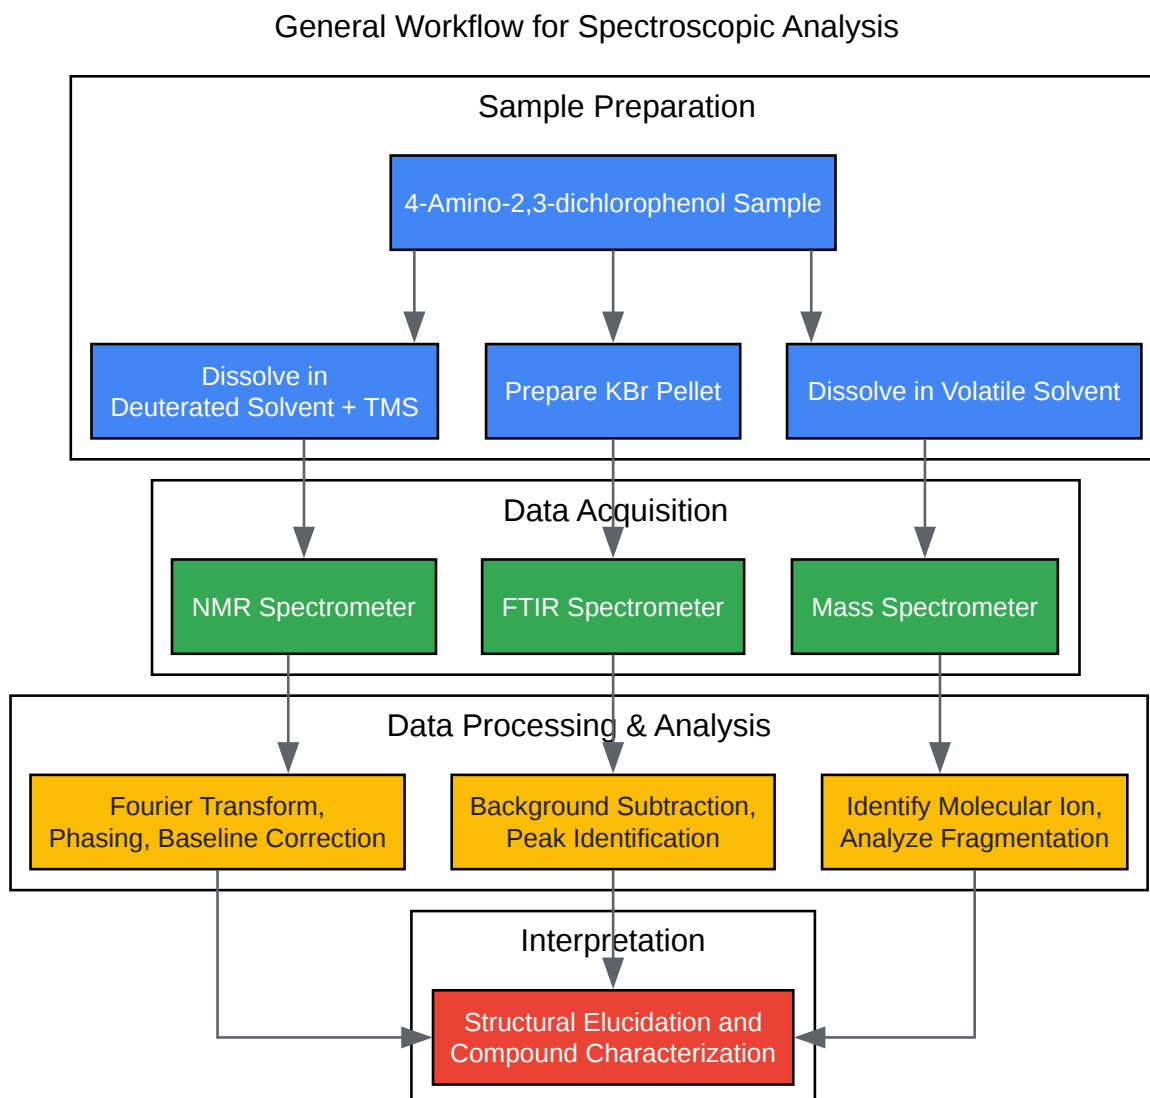 General Workflow for Spectroscopic Analysis
Sample Preparation
4-Amino-2,3-dichlorophenol Sample
Dissolve in
Deuterated Solvent + TMS
Prepare KBr Pellet
Dissolve in Volatile Solvent
Data Acquisition
NMR Spectrometer
FTIR Spectrometer
Mass Spectrometer
Data Processing & Analysis
Fourier Transform,
Phasing, Baseline Correction
Background Subtraction,
Peak Identification
Identify Molecular Ion,
Analyze Fragmentation
Interpretation
Structural Elucidation and
Compound Characterization